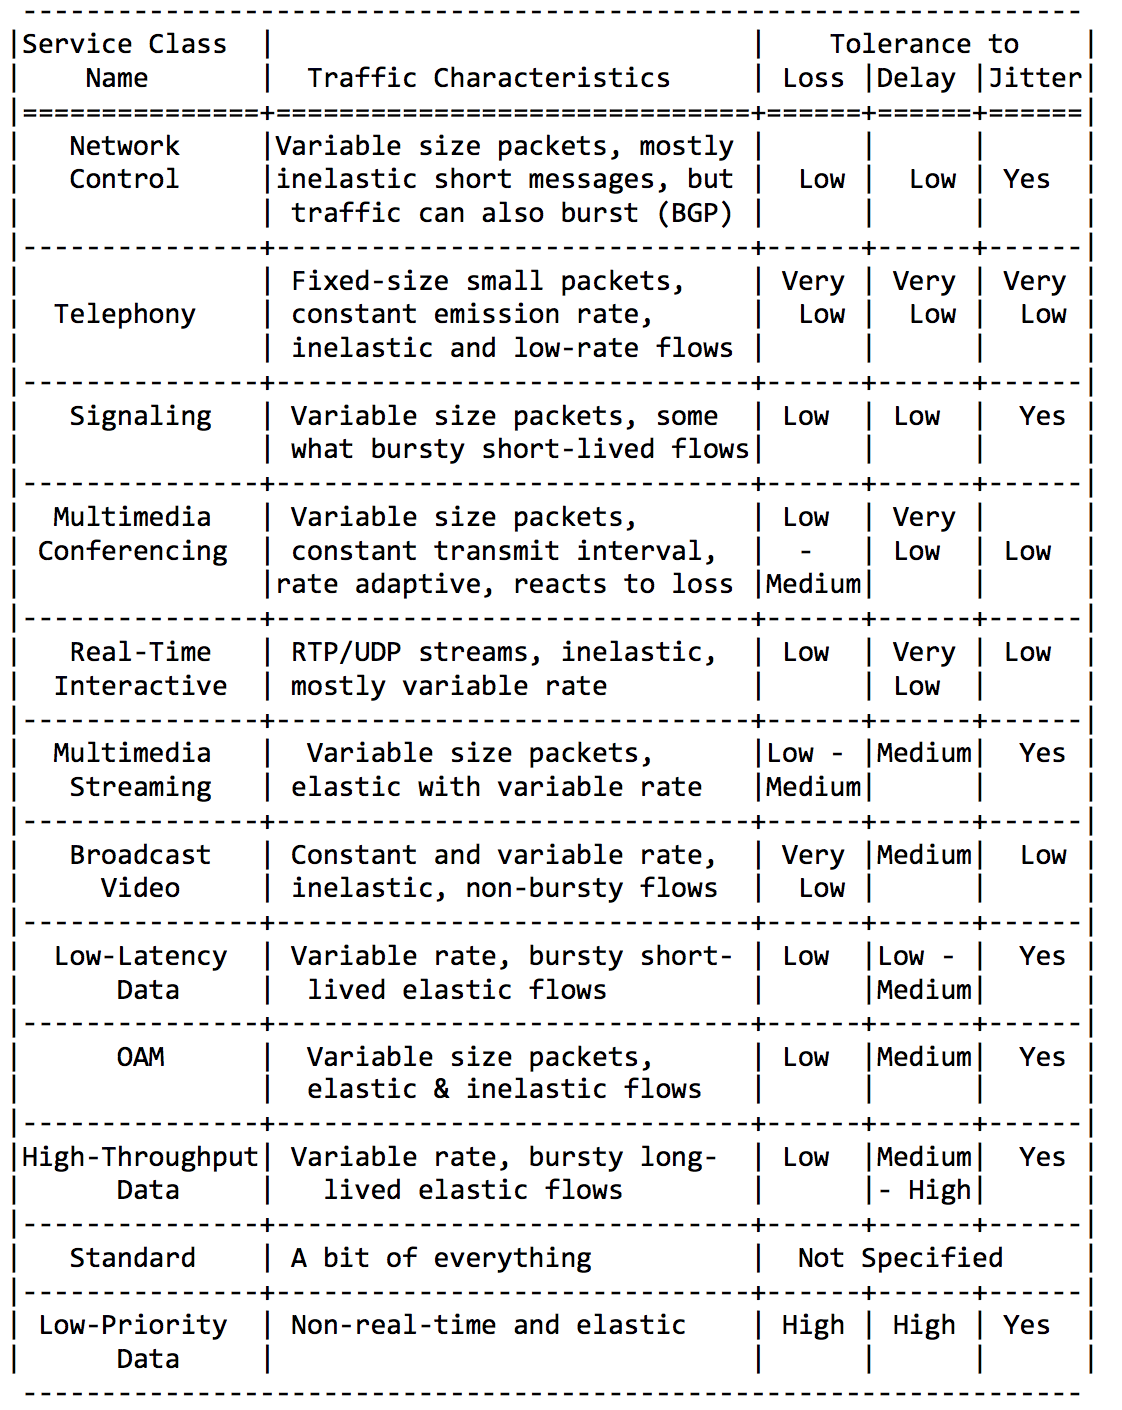 -------------------------------------------------------------------
|Service Class  |                              |    Tolerance to    |
|    Name       |  Traffic Characteristics     | Loss |Delay |Jitter|
|===============+==============================+======+======+======|
|   Network     |Variable size packets, mostly |      |      |      |
|   Control     |inelastic short messages, but |  Low |  Low | Yes  |
|               | traffic can also burst (BGP) |      |      |      |
|---------------+------------------------------+------+------+------|
|               | Fixed-size small packets,    | Very | Very | Very |
|  Telephony    | constant emission rate,      |  Low |  Low |  Low |
|               | inelastic and low-rate flows |      |      |      |
|---------------+------------------------------+------+------+------|
|   Signaling   | Variable size packets, some  | Low  | Low  |  Yes |
|               | what bursty short-lived flows|      |      |      |
|---------------+------------------------------+------+------+------|
|  Multimedia   | Variable size packets,       | Low  | Very |      |
| Conferencing  | constant transmit interval,  |  -   | Low  | Low  |
|               |rate adaptive, reacts to loss |Medium|      |      |
|---------------+------------------------------+------+------+------|
|   Real-Time   | RTP/UDP streams, inelastic,  | Low  | Very | Low  |
|  Interactive  | mostly variable rate         |      | Low  |      |
|---------------+------------------------------+------+------+------|
|  Multimedia   |  Variable size packets,      |Low - |Medium|  Yes |
|   Streaming   | elastic with variable rate   |Medium|      |      |
|---------------+------------------------------+------+------+------|
|   Broadcast   | Constant and variable rate,  | Very |Medium|  Low |
|     Video     | inelastic, non-bursty flows  |  Low |      |      |
|---------------+------------------------------+------+------+------|
|  Low-Latency  | Variable rate, bursty short- | Low  |Low - |  Yes |
|      Data     |  lived elastic flows         |      |Medium|      |
|---------------+------------------------------+------+------+------|
|      OAM      |  Variable size packets,      | Low  |Medium|  Yes |
|               |  elastic & inelastic flows   |      |      |      |
|---------------+------------------------------+------+------+------|
|High-Throughput| Variable rate, bursty long-  | Low  |Medium|  Yes |
|      Data     |   lived elastic flows        |      |- High|      |
|---------------+------------------------------+------+------+------|
|   Standard    | A bit of everything          |  Not Specified     |
|---------------+------------------------------+------+------+------|
| Low-Priority  | Non-real-time and elastic    | High | High | Yes  |
|      Data     |                              |      |      |      |
 -------------------------------------------------------------------